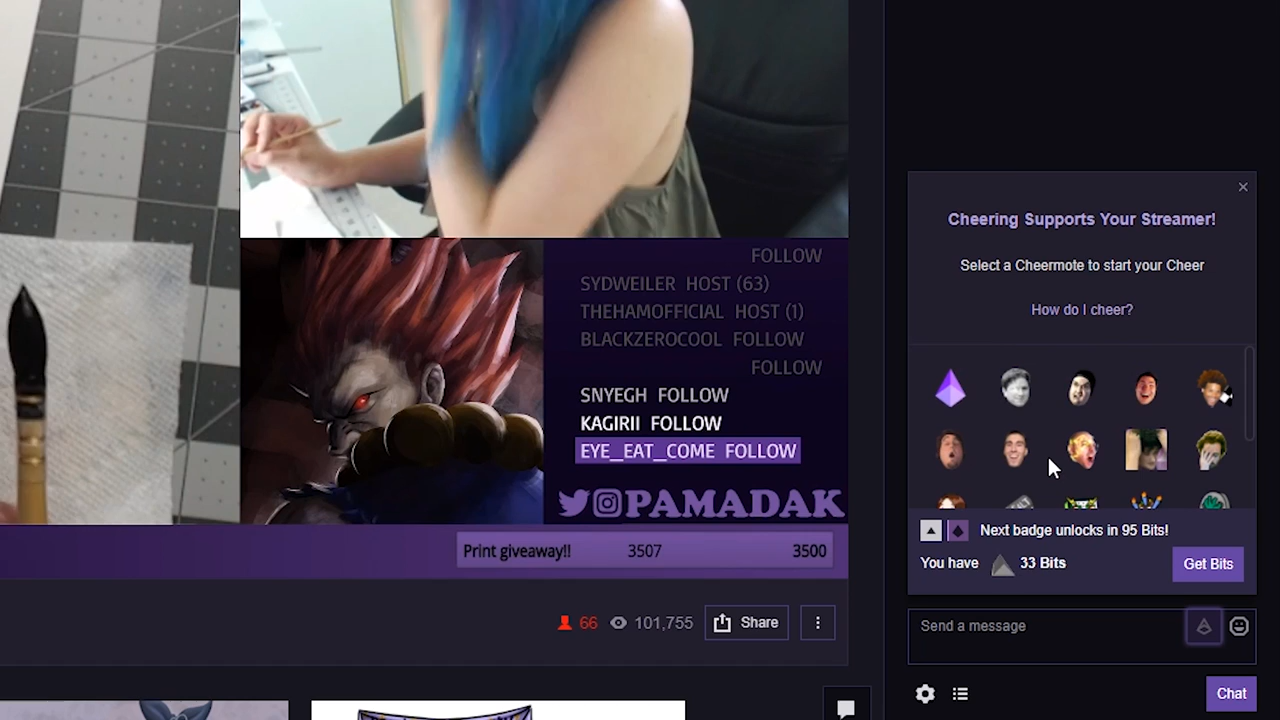 FOLLOW
SYDWEILER HOST (63)
THEHAMOFFICIAL HOST (1)
BLACKZEROCOOL FOLLOW
FOLLOW
SNYEGH FOLLOW
KAGIRII FOLLOW
EYE_EAT_COME FOLLOW
PAMADAK
Print giveaway!! 3507 3500
66 101,755 Share
Cheering Supports Your Streamer!
Select a Cheermote to start your Cheer
How do I cheer?
Next badge unlocks in 95 Bits!
You have 33 Bits Get Bits
Send a message
Chat